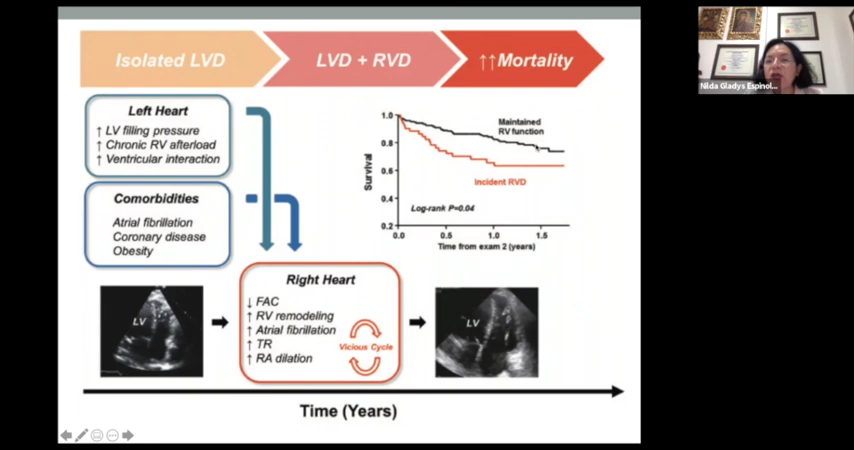 Isolated LVD
LVD + RVD
↑↑Mortality
Left Heart
↑ LV filling pressure
↑ Chronic RV afterload
↑ Ventricular interaction
Comorbidities
Atrial fibrillation
Coronary disease
Obesity
1.0
0.8
0.6
0.4
0.2
Survival
Maintained
RV function
Incident RVD
Log-rank P=0.04
0.0 0.5 1.0 1.5
Time from exam 2 (years)
LV
Right Heart
↓ FAC
↑ RV remodeling
↑ Atrial fibrillation
↑ TR
↑ RA dilation
Vicious Cycle
LV
Time (Years)
Nilda Gladys Espinol...